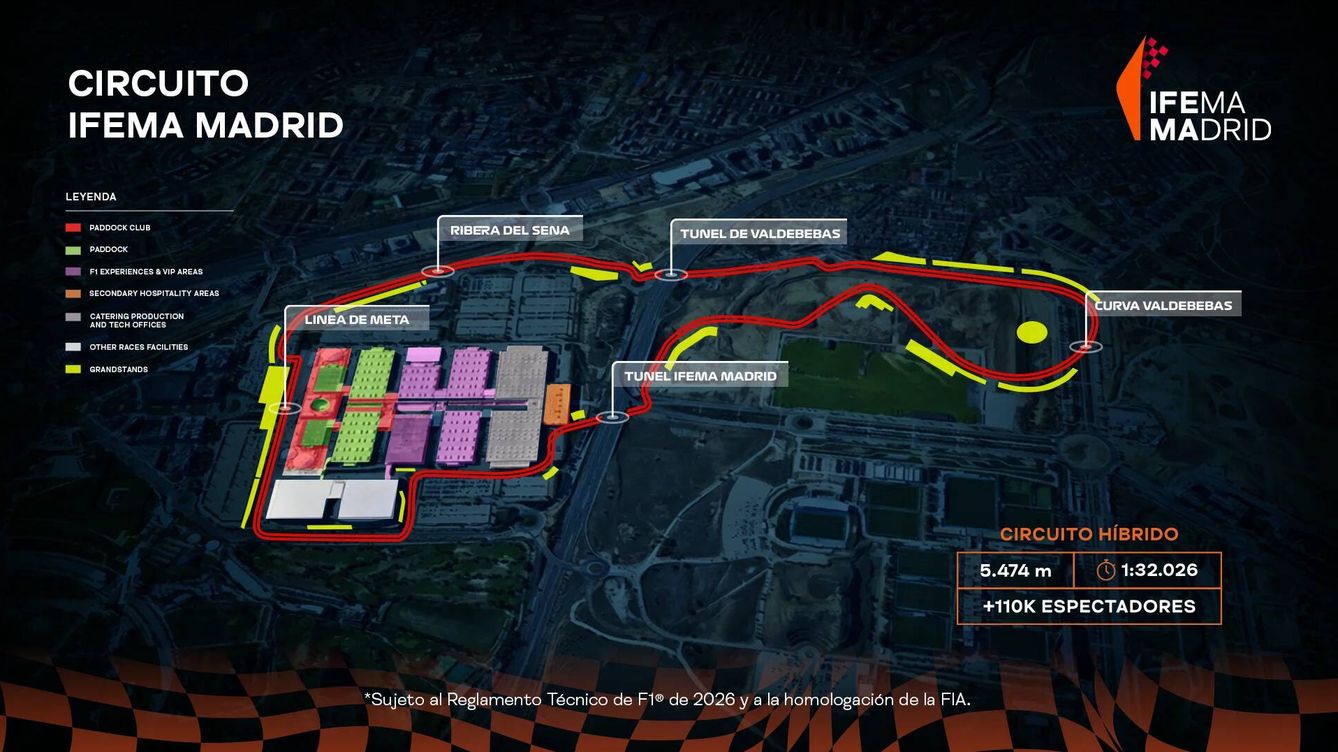 CIRCUITO
IFEMA MADRID
IFEMA
MADRID
LEYENDA
PADDOCK CLUB
PADDOCK
F1 EXPERIENCES & VIP AREAS
SECONDARY HOSPITALITY AREAS
CATERING PRODUCTION
AND TECH OFFICES
OTHER RACES FACILITIES
GRANDSTANDS
RIBERA DEL SENA
TUNEL DE VALDEBEBAS
CURVA VALDEBEBAS
LINEA DE META
TUNEL IFEMA MADRID
CIRCUITO HÍBRIDO
5.474 m
1:32.026
+110K ESPECTADORES
*Sujeto al Reglamento Técnico de F1® de 2026 y a la homologación de la FIA.